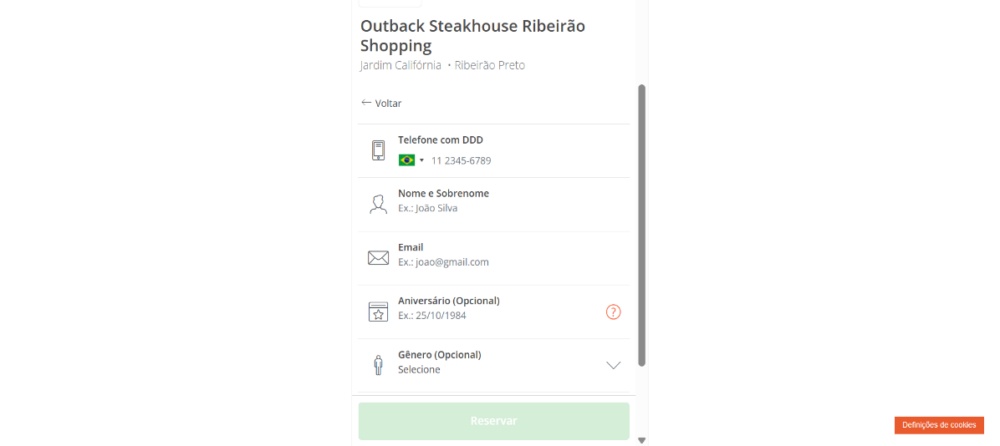 Outback Steakhouse Ribeirão
Shopping
Jardim Califórnia • Ribeirão Preto
← Voltar
Telefone com DDD
11 2345-6789
Nome e Sobrenome
Ex.: João Silva
Email
Ex.: joao@gmail.com
Aniversário (Opcional)
Ex.: 25/10/1984
?
Gênero (Opcional)
Selecione
Reservar
Definições de cookies